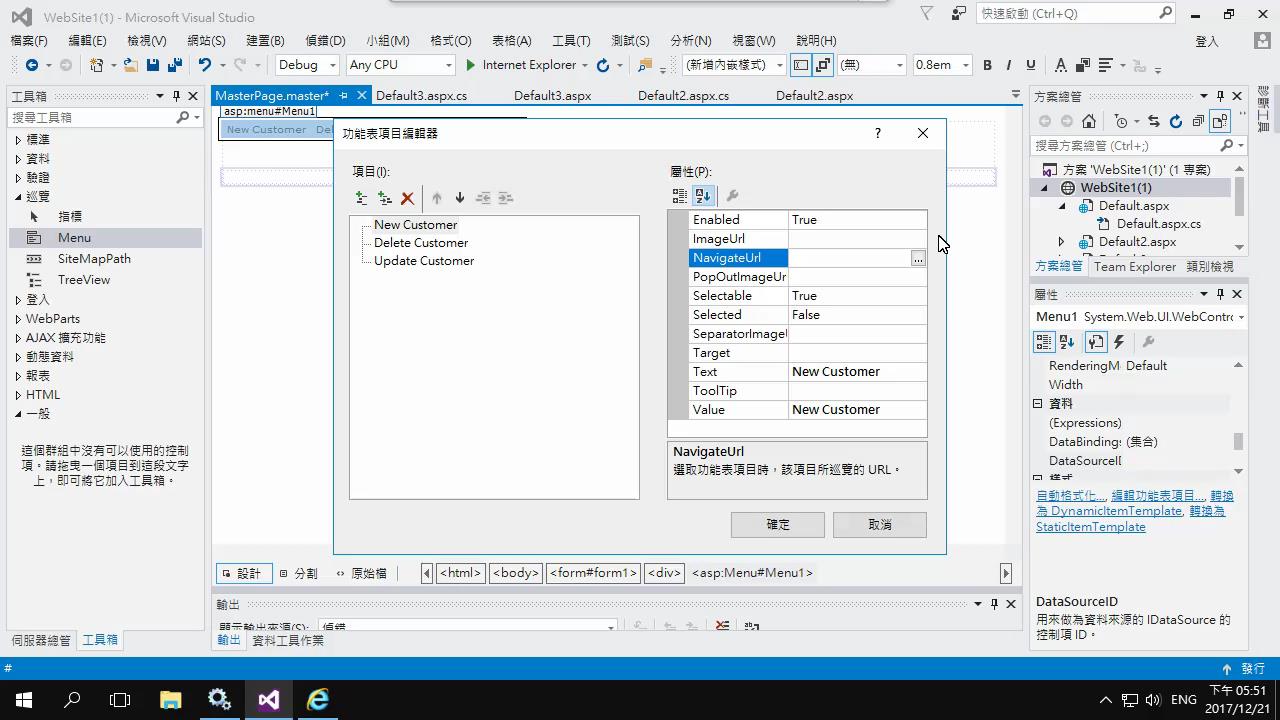 WebSite1(1) - Microsoft Visual Studio
快速啟動 (Ctrl+Q)
檔案(F) 編輯(E) 檢視(V) 網站(S) 建置(B) 偵錯(D) 小組(M) 格式(O) 表格(A) 工具(T) 測試(S) 分析(N) 視窗(W) 說明(H) 登入
Debug Any CPU Internet Explorer (新增內嵌樣式) (無) 0.8em B I U A
工具箱
搜尋工具箱
標準
資料
驗證
巡覽
指標
Menu
SiteMapPath
TreeView
登入
WebParts
AJAX 擴充功能
動態資料
報表
HTML
一般
這個群組中沒有可以使用的控制
項。請拖曳一個項目到這段文字
上，即可將它加入工具箱。
伺服器總管 工具箱
MasterPage.master* Default3.aspx.cs Default3.aspx Default2.aspx.cs Default2.aspx
asp:menu#Menu1
New Customer Del
功能表項目編輯器 ?
項目(I):
New Customer
Delete Customer
Update Customer
屬性(P):
Enabled True
ImageUrl
NavigateUrl ...
PopOutImageUr
Selectable True
Selected False
SeparatorImageU
Target
Text New Customer
ToolTip
Value New Customer
NavigateUrl
選取功能表項目時，該項目所巡覽的 URL。
確定 取消
設計 分割 原始檔 <html> <body> <form#form1> <div> <asp:Menu#Menu1>
輸出
顯示輸出來源(S): 偵錯
輸出 資料工具作業
方案總管
搜尋方案總管 (Ctrl+;)
方案 'WebSite1(1)' (1 專案)
WebSite1(1)
Default.aspx
Default.aspx.cs
Default2.aspx
方案總管 Team Explorer 類別檢視
屬性
Menu1 System.Web.UI.WebContro
RenderingM Default
Width
資料
(Expressions)
DataBinding: (集合)
DataSourceI
樣式
自動格式化..., 編輯功能表項目..., 轉換
為 DynamicItemTemplate, 轉換為
StaticItemTemplate
DataSourceID
用來做為資料來源的 IDataSource 的
控制項 ID。
# 發行
ENG
下午 05:51
2017/12/21